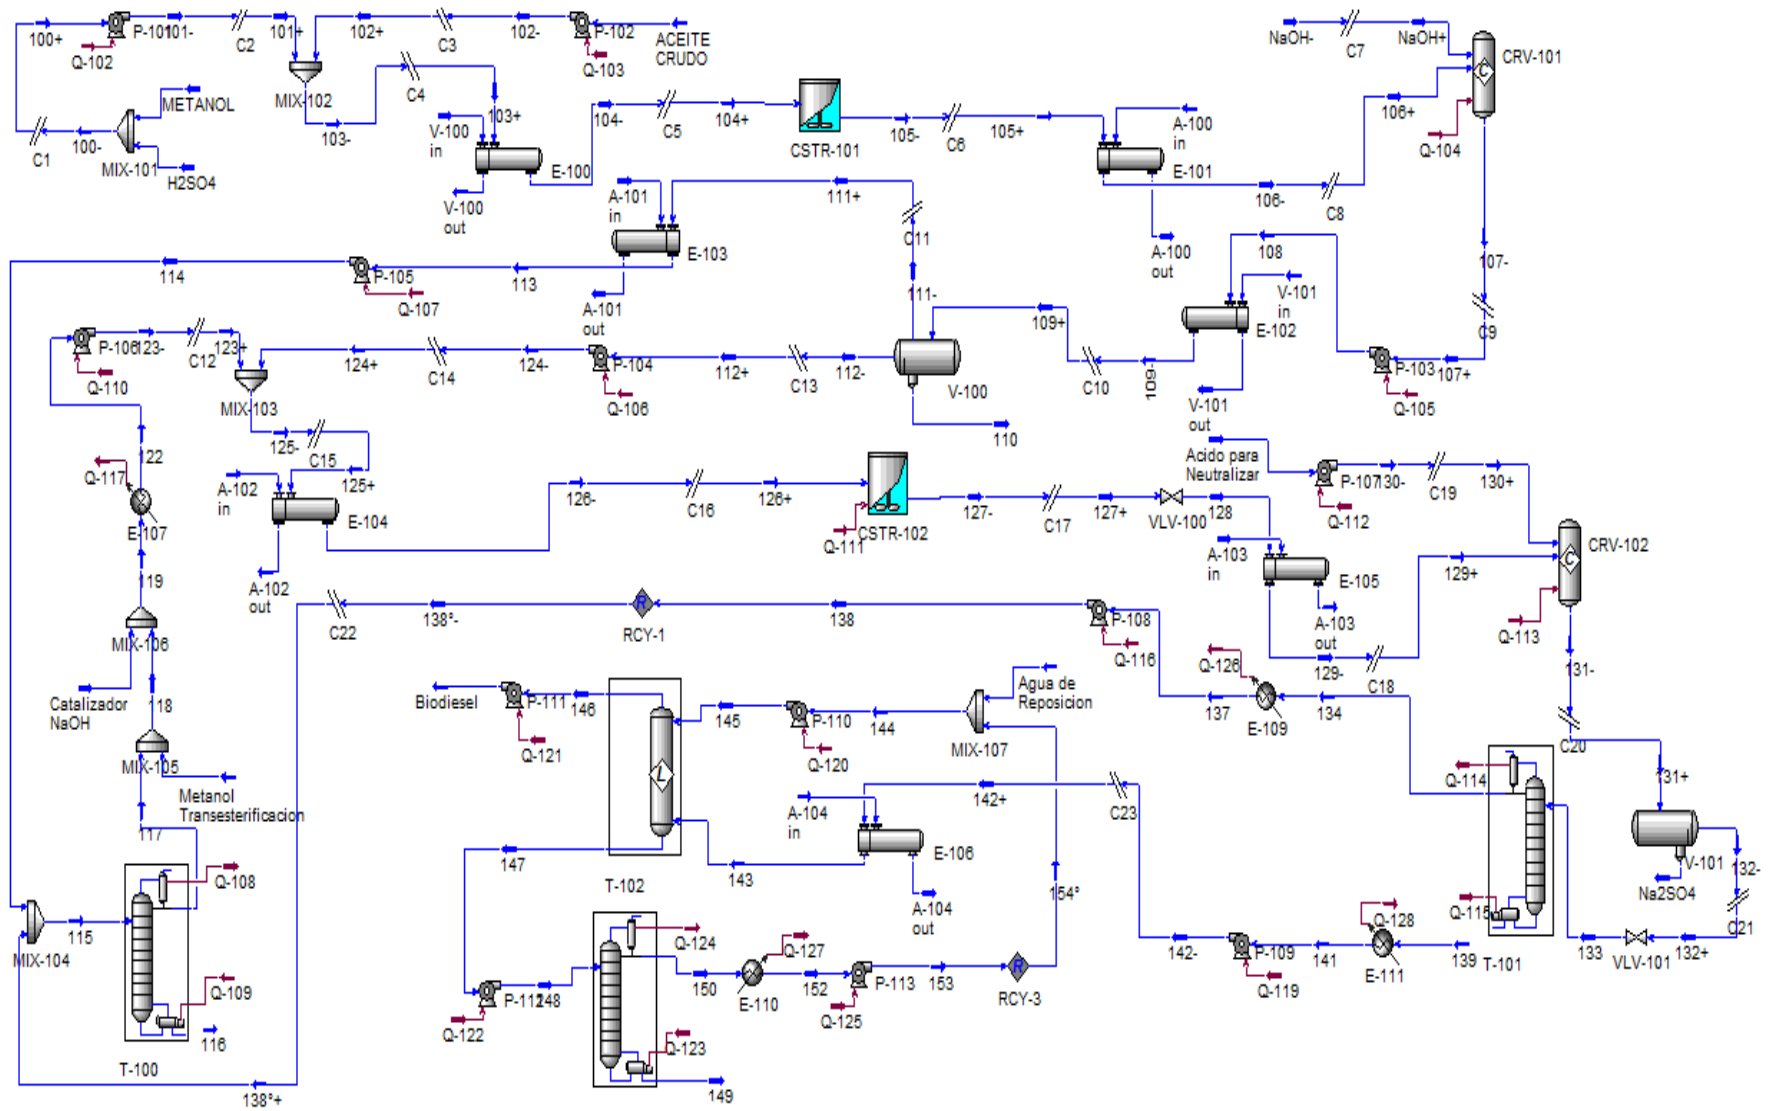 100+
P-101
101-
C2
101+
102+
C3
102-
P-102
ACEITE
CRUDO
Q-102
Q-103
MIX-102
METANOL
C1
100-
MIX-101
H2SO4
103-
C4
103+
V-100
in
E-100
V-100
out
104-
C5
104+
CSTR-101
105-
C6
105+
A-100
in
E-101
A-100
out
106-
C8
106+
NaOH-
C7
NaOH+
C
CRV-101
Q-104
107-
C9
107+
P-103
Q-105
108
V-101
in
E-102
V-101
out
109-
C10
109+
V-100
110
111-
C11
111+
A-101
in
E-103
A-101
out
113
P-105
Q-107
114
112-
C13
112+
P-104
Q-106
124-
C14
124+
P-106
123-
C12
123+
Q-110
MIX-103
122
Q-117
E-107
119
125-
C15
125+
A-102
in
E-104
A-102
out
126-
C16
126+
CSTR-102
Q-111
127-
C17
127+
VLV-100
128
Acido para
Neutralizar
P-107
130-
C19
130+
Q-112
A-103
in
E-105
A-103
out
129-
C18
129+
C
CRV-102
Q-113
131-
C20
131+
V-101
Na2SO4
132-
C21
132+
VLV-101
133
T-101
Q-114
Q-115
134
E-109
Q-126
137
P-108
Q-116
138
R
RCY-1
138°-
C22
138°+
MIX-106
Catalizador
NaOH
118
MIX-105
Metanol
Transesterificacion
117
Q-108
Q-109
116
T-100
115
MIX-104
Biodiesel
P-111
146
Q-121
L
T-102
145
P-110
144
Q-120
MIX-107
Agua de
Reposicion
142+
C23
A-104
in
E-106
A-104
out
143
147
154°
P-112
148
Q-122
Q-124
Q-123
149
150
E-110
Q-127
152
P-113
Q-125
153
R
RCY-3
142-
P-109
Q-119
141
E-111
Q-128
139